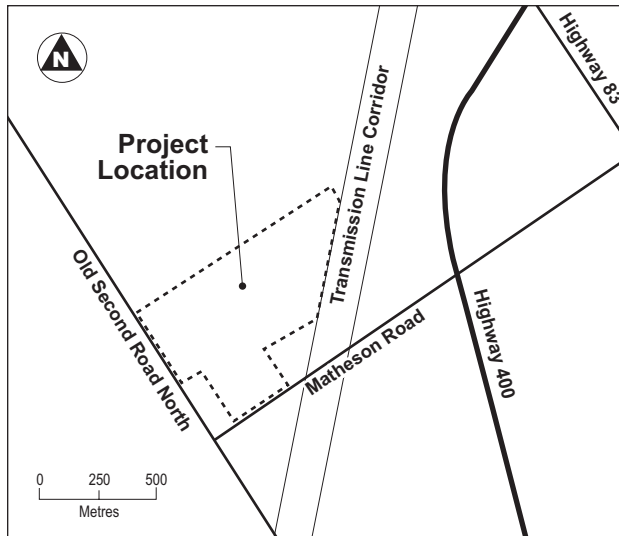 N
Highway 83
Project
Location
Transmission Line Corridor
Old Second Road North
Matheson Road
Highway 400
0 250 500
Metres